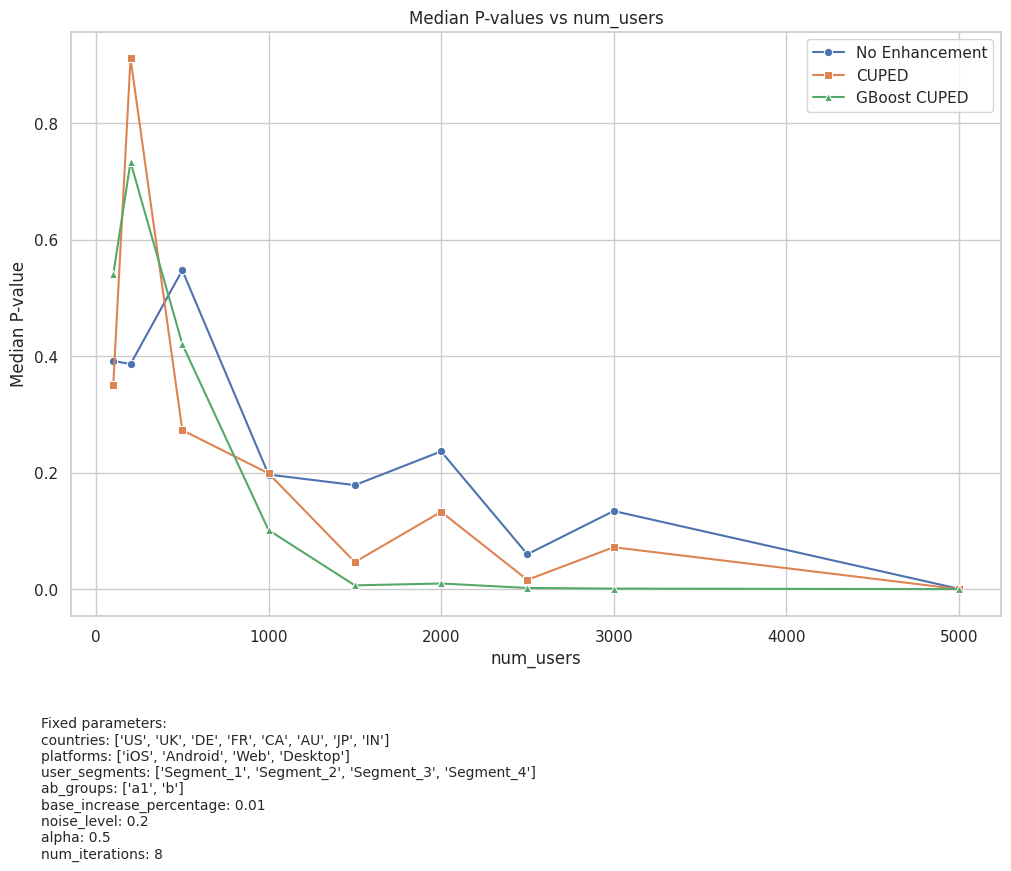 Median P-values vs num_users
No Enhancement
CUPED
GBoost CUPED
Median P-value
0.8
0.6
0.4
0.2
0.0
0
1000
2000
3000
4000
5000
num_users
Fixed parameters:
countries: ['US', 'UK', 'DE', 'FR', 'CA', 'AU', 'JP', 'IN']
platforms: ['iOS', 'Android', 'Web', 'Desktop']
user_segments: ['Segment_1', 'Segment_2', 'Segment_3', 'Segment_4']
ab_groups: ['a1', 'b']
base_increase_percentage: 0.01
noise_level: 0.2
alpha: 0.5
num_iterations: 8